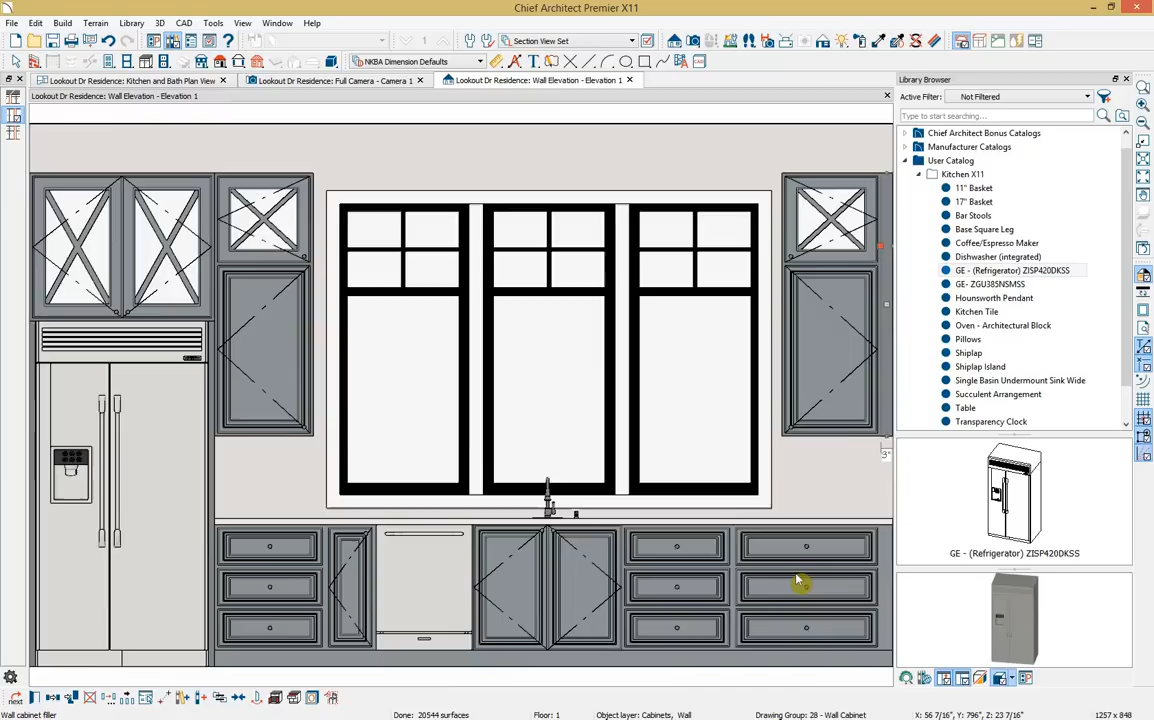 Chief Architect Premier X11
File Edit Build Terrain Library 3D CAD Tools View Window Help
1 Section View Set
NKBA Dimension Defaults
Lookout Dr Residence: Kitchen and Bath Plan View Lookout Dr Residence: Full Camera - Camera 1 Lookout Dr Residence: Wall Elevation - Elevation 1
Library Browser
Lookout Dr Residence: Wall Elevation - Elevation 1
Active Filter: Not Filtered
Type to start searching...
Chief Architect Bonus Catalogs
Manufacturer Catalogs
User Catalog
Kitchen X11
11" Basket
17" Basket
Bar Stools
Base Square Leg
Coffee/Espresso Maker
Dishwasher (integrated)
GE - (Refrigerator) ZISP420DKSS
GE- ZGU385NSMSS
Hounsworth Pendant
Kitchen Tile
Oven - Architectural Block
Pillows
Shiplap
Shiplap Island
Single Basin Undermount Sink Wide
Succulent Arrangement
Table
Transparency Clock
3"
GE - (Refrigerator) ZISP420DKSS
next
Wall cabinet filler Done: 20544 surfaces Floor: 1 Object layer: Cabinets, Wall Drawing Group: 28 - Wall Cabinet X: 56 7/16", Y: 796", Z: 23 7/16" 1257 x 848